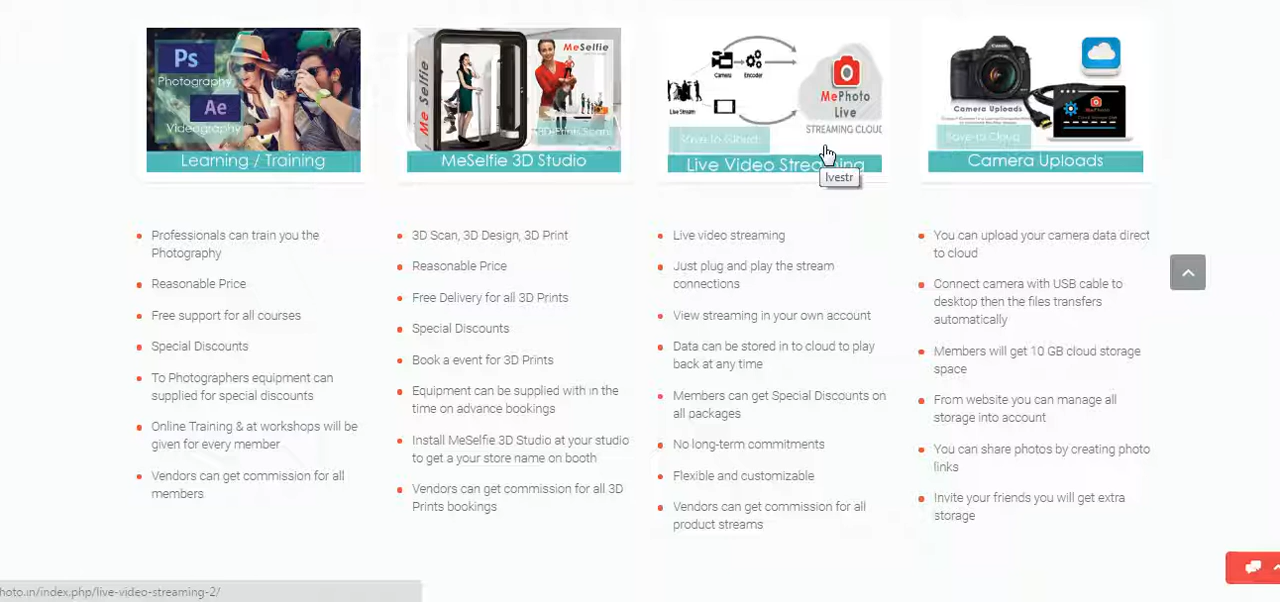 Ps
Photography
Ae
Videography
Learning / Training
Me Selfie
MeSelfie
MeSelfie 3D Studio
Camera
Encoder
Live Stream
MePhoto
Live
STREAMING CLOUD
Save to Cloud
Live Video Streaming
lvestr
Canon
Camera Uploads
Save to Cloud
Camera Uploads
Professionals can train you the
Photography
Reasonable Price
Free support for all courses
Special Discounts
To Photographers equipment can
supplied for special discounts
Online Training & at workshops will be
given for every member
Vendors can get commission for all
members
3D Scan, 3D Design, 3D Print
Reasonable Price
Free Delivery for all 3D Prints
Special Discounts
Book a event for 3D Prints
Equipment can be supplied with in the
time on advance bookings
Install MeSelfie 3D Studio at your studio
to get a your store name on booth
Vendors can get commission for all 3D
Prints bookings
Live video streaming
Just plug and play the stream
connections
View streaming in your own account
Data can be stored in to cloud to play
back at any time
Members can get Special Discounts on
all packages
No long-term commitments
Flexible and customizable
Vendors can get commission for all
product streams
You can upload your camera data direct
to cloud
Connect camera with USB cable to
desktop then the files transfers
automatically
Members will get 10 GB cloud storage
space
From website you can manage all
storage into account
You can share photos by creating photo
links
Invite your friends you will get extra
storage
hoto.in/index.php/live-video-streaming-2/